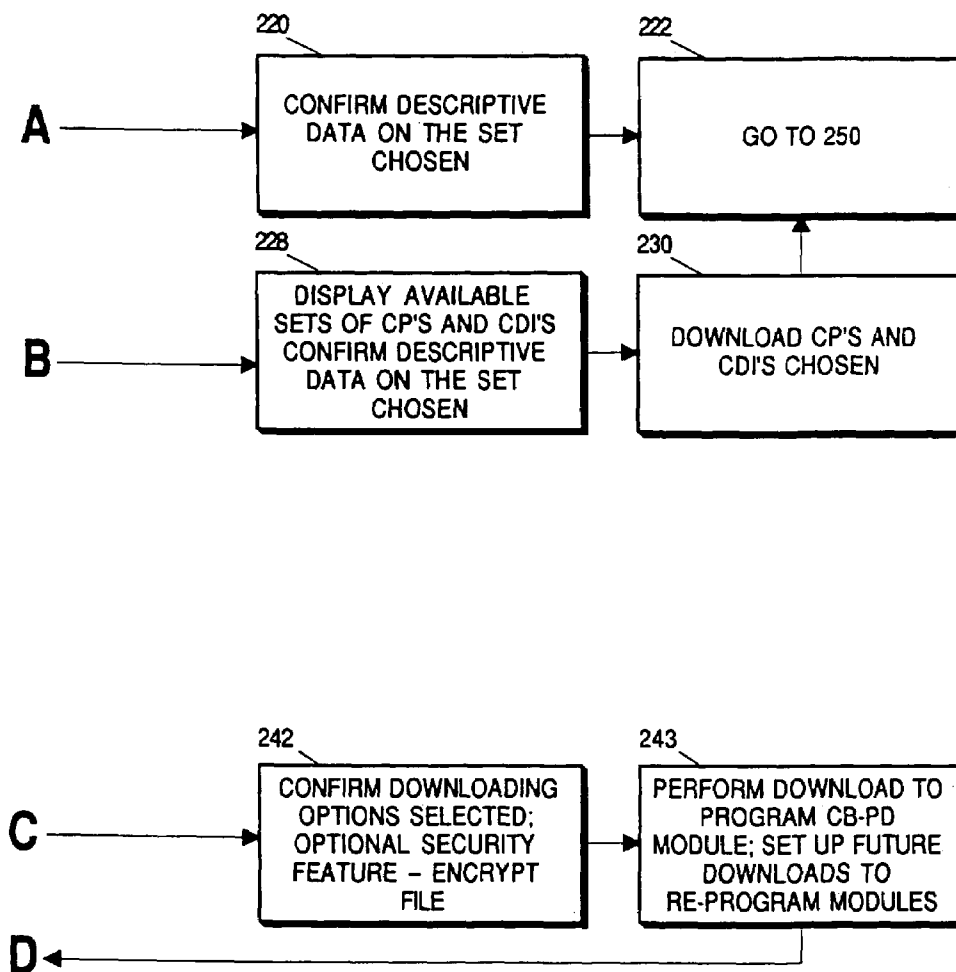 220
222
A
CONFIRM DESCRIPTIVE
DATA ON THE SET
CHOSEN
GO TO 250
228
230
B
DISPLAY AVAILABLE
SETS OF CP'S AND CDI'S
CONFIRM DESCRIPTIVE
DATA ON THE SET
CHOSEN
DOWNLOAD CP'S AND
CDI'S CHOSEN
242
243
C
CONFIRM DOWNLOADING
OPTIONS SELECTED;
OPTIONAL SECURITY
FEATURE – ENCRYPT
FILE
PERFORM DOWNLOAD TO
PROGRAM CB-PD
MODULE; SET UP FUTURE
DOWNLOADS TO
RE-PROGRAM MODULES
D